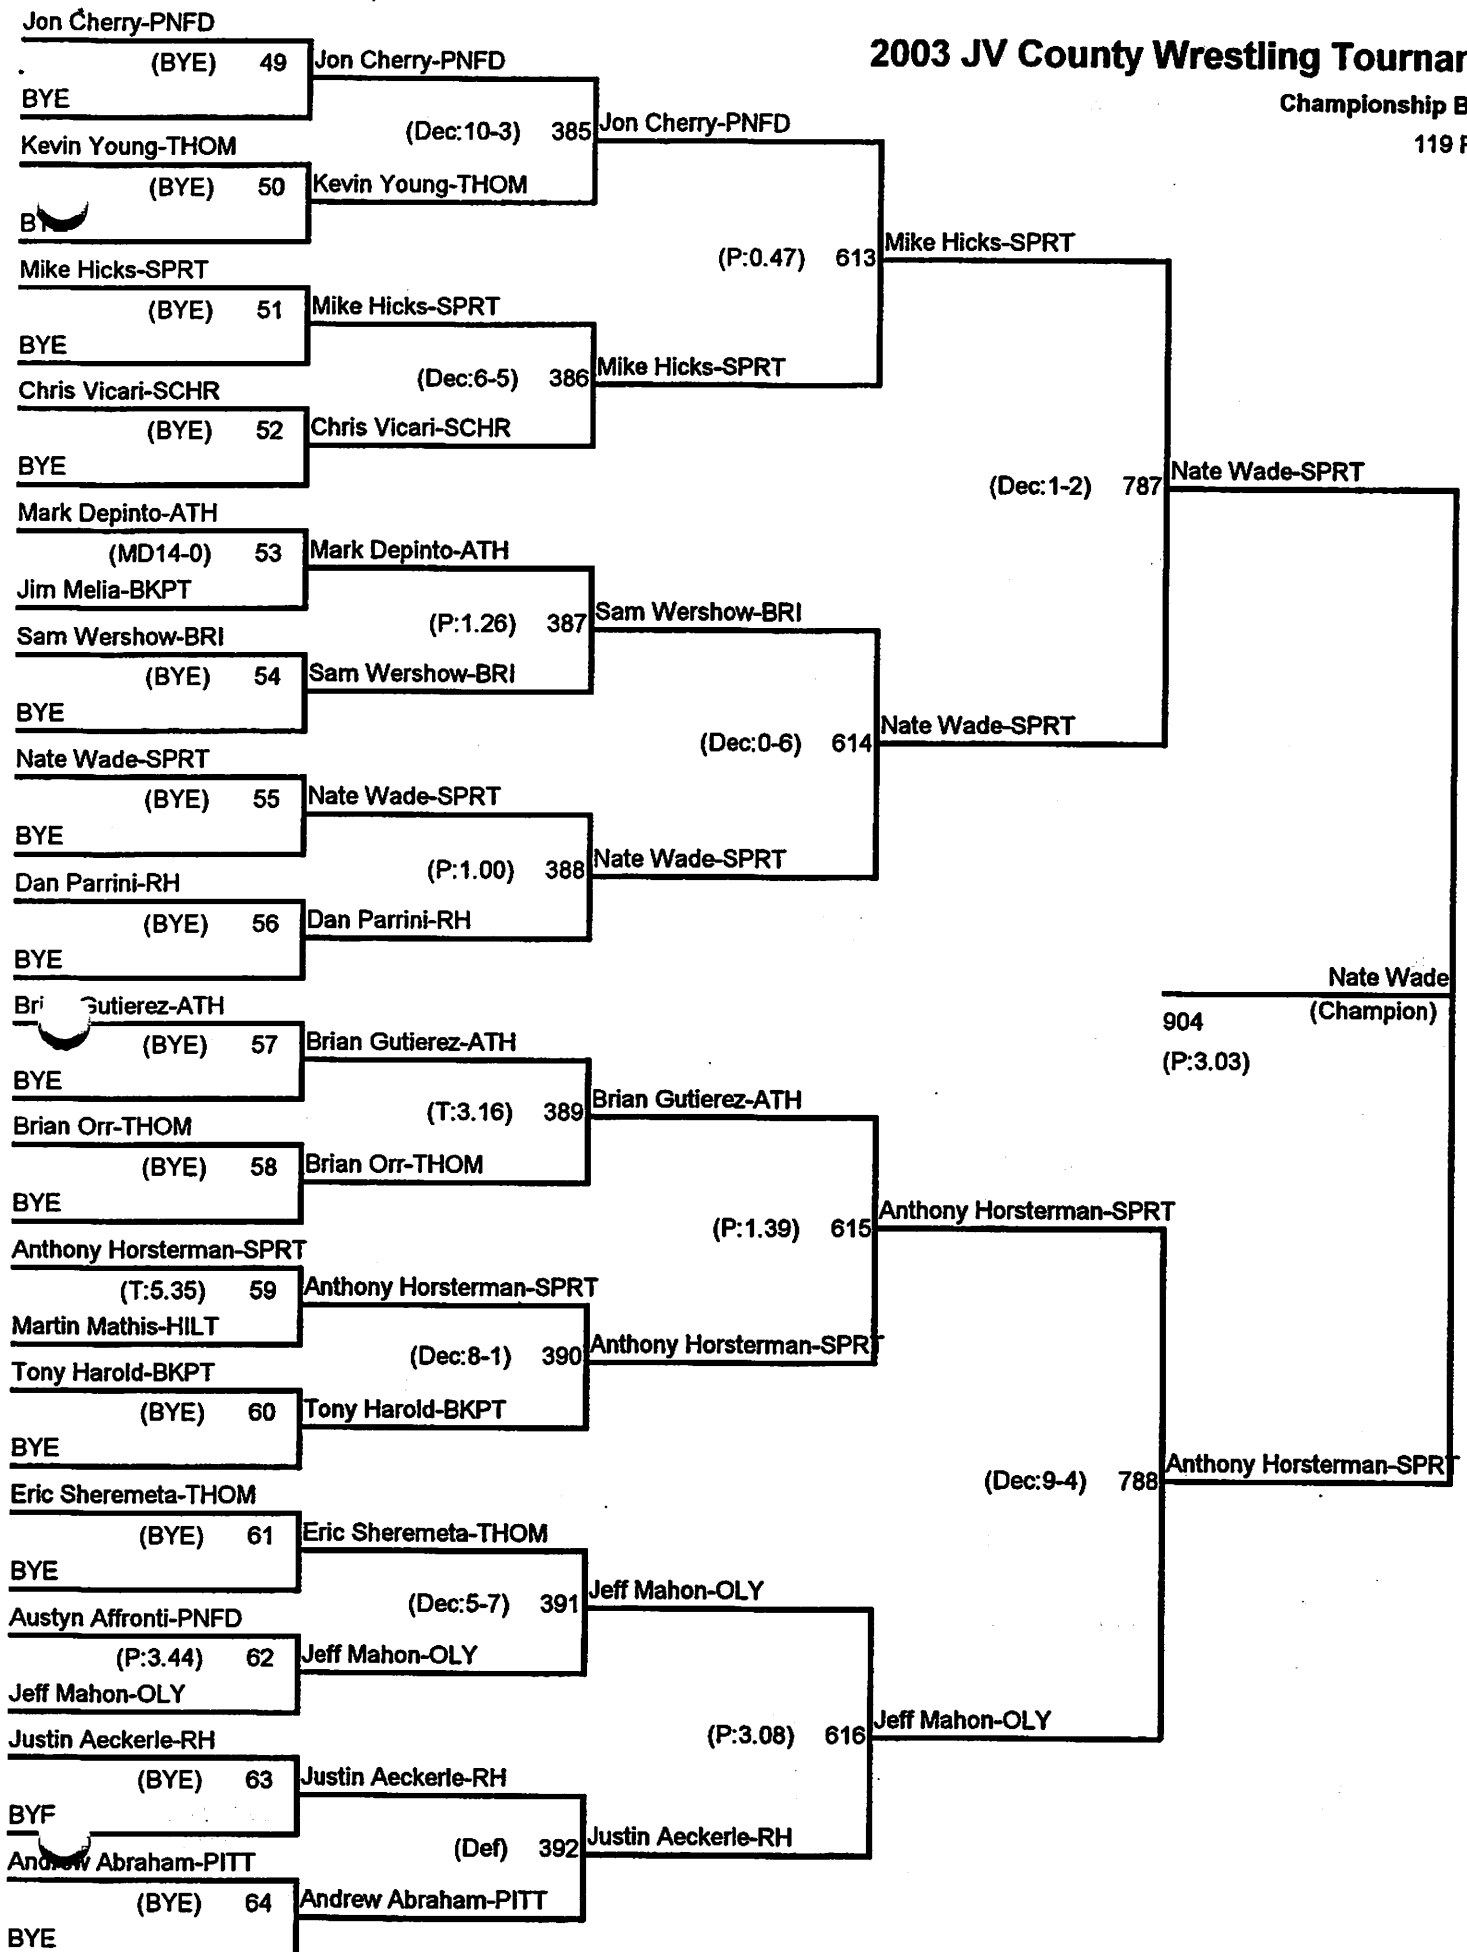 2003 JV County Wrestling Tournar
Championship B
119
Jon Cherry-PNFD
(BYE) 49
BYE
Jon Cherry-PNFD
(Dec:10-3) 385
Kevin Young-THOM
(BYE) 50
Kevin Young-THOM
Jon Cherry-PNFD
(P:0.47) 613
Mike Hicks-SPRT
(BYE) 51
BYE
Mike Hicks-SPRT
(Dec:6-5) 386
Chris Vicari-SCHR
(BYE) 52
BYE
Chris Vicari-SCHR
Mike Hicks-SPRT
Mike Hicks-SPRT
(Dec:1-2) 787
Mark Depinto-ATH
(MD14-0) 53
Jim Melia-BKPT
Mark Depinto-ATH
(P:1.26) 387
Sam Wershow-BRI
(BYE) 54
BYE
Sam Wershow-BRI
Sam Wershow-BRI
(Dec:0-6) 614
Nate Wade-SPRT
(BYE) 55
BYE
Nate Wade-SPRT
(P:1.00) 388
Dan Parrini-RH
(BYE) 56
BYE
Dan Parrini-RH
Nate Wade-SPRT
Nate Wade-SPRT
Nate Wade-SPRT
Nate Wade
(Champion)
904
(P:3.03)
Gutierez-ATH
(BYE) 57
BYE
Brian Gutierez-ATH
(T:3.16) 389
Brian Orr-THOM
(BYE) 58
BYE
Brian Orr-THOM
Brian Gutierez-ATH
(P:1.39) 615
Anthony Horsterman-SPRT
(T:5.35) 59
Martin Mathis-HILT
Anthony Horsterman-SPRT
(Dec:8-1) 390
Tony Harold-BKPT
(BYE) 60
BYE
Tony Harold-BKPT
Anthony Horsterman-SPRT
Anthony Horsterman-SPRT
(Dec:9-4) 788
Anthony Horsterman-SPRT
Eric Sheremeta-THOM
(BYE) 61
BYE
Eric Sheremeta-THOM
(Dec:5-7) 391
Austyn Affronti-PNFD
(P:3.44) 62
Jeff Mahon-OLY
Jeff Mahon-OLY
Jeff Mahon-OLY
(P:3.08) 616
Jeff Mahon-OLY
Justin Aeckerle-RH
(BYE) 63
Justin Aeckerle-RH
(Def) 392
Justin Aeckerle-RH
Andrew Abraham-PITT
(BYE) 64
BYE
Andrew Abraham-PITT